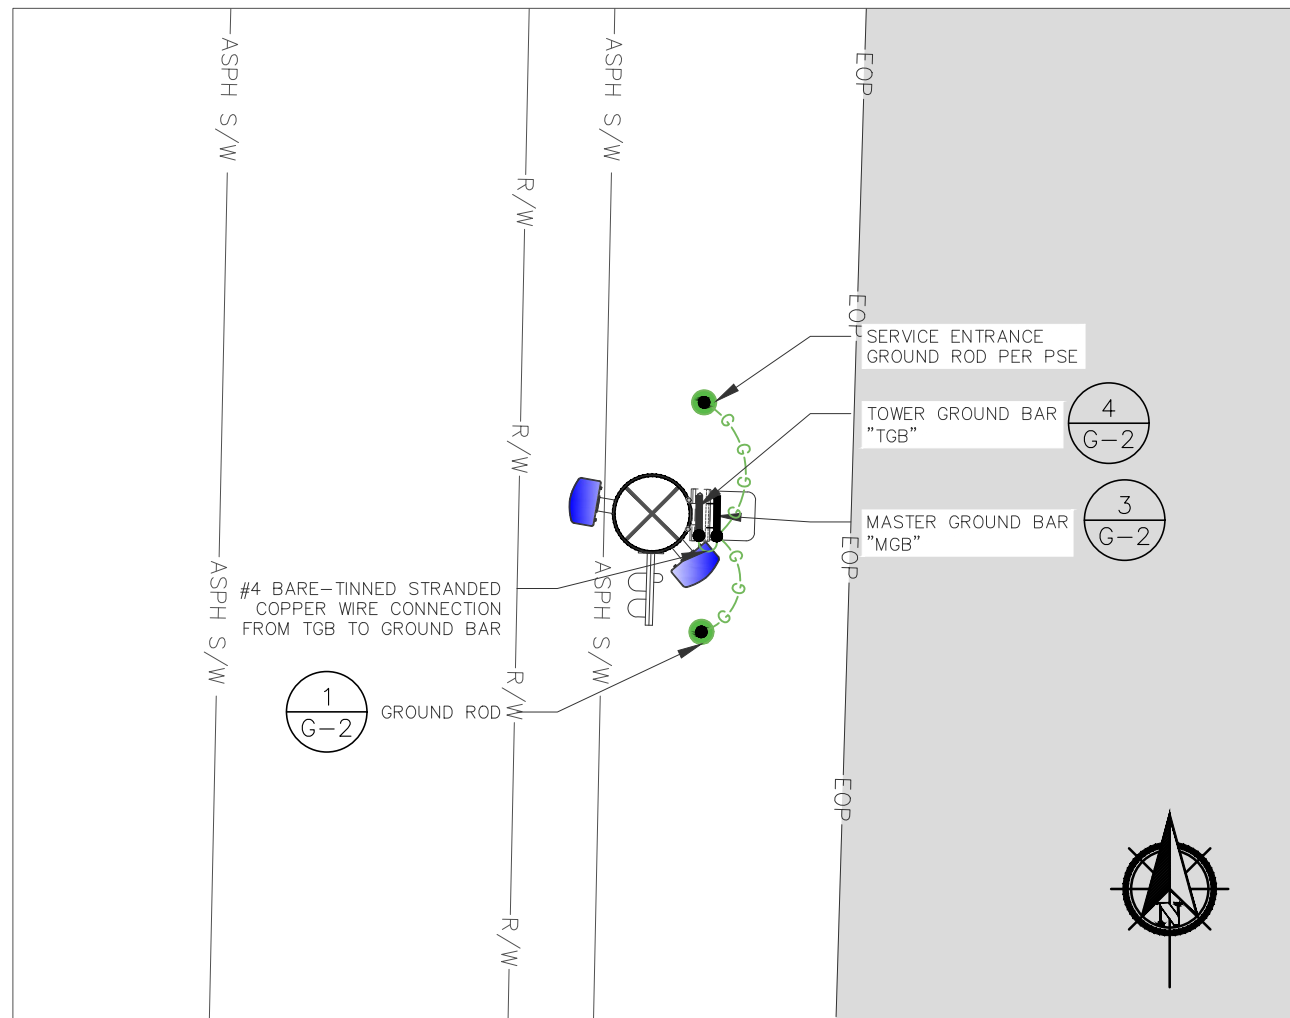 ASPH S/W
R/W
ASPH S/W
EOP
R/W
EOP
SERVICE ENTRANCE
GROUND ROD PER PSE
TOWER GROUND BAR
"TGB"
4
G-2
R/W
G
G
G
G
MASTER GROUND BAR
"MGB"
3
G-2
EOP
G
G
G
ASPH S/W
ASPH S/W
#4 BARE-TINNED STRANDED
COPPER WIRE CONNECTION
FROM TGB TO GROUND BAR
R/W
1
G-2
GROUND ROD
EOP
R/W
N